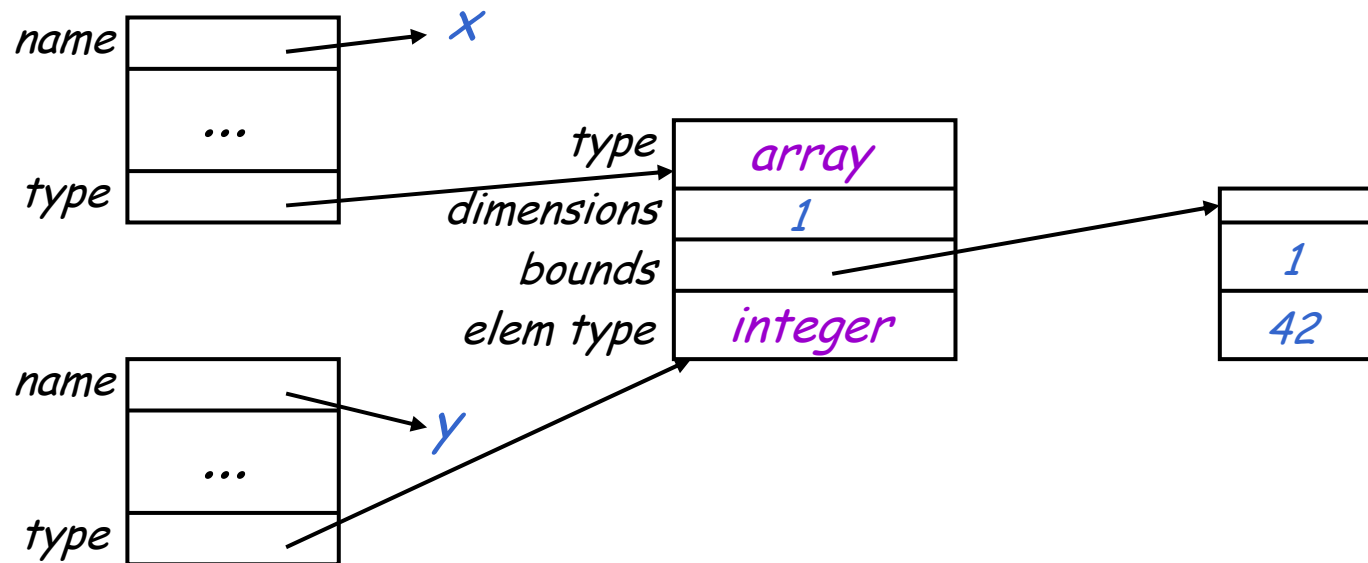 name
x
...
type
type
array
dimensions
1
bounds
elem type
integer
1
42
name
y
...
type